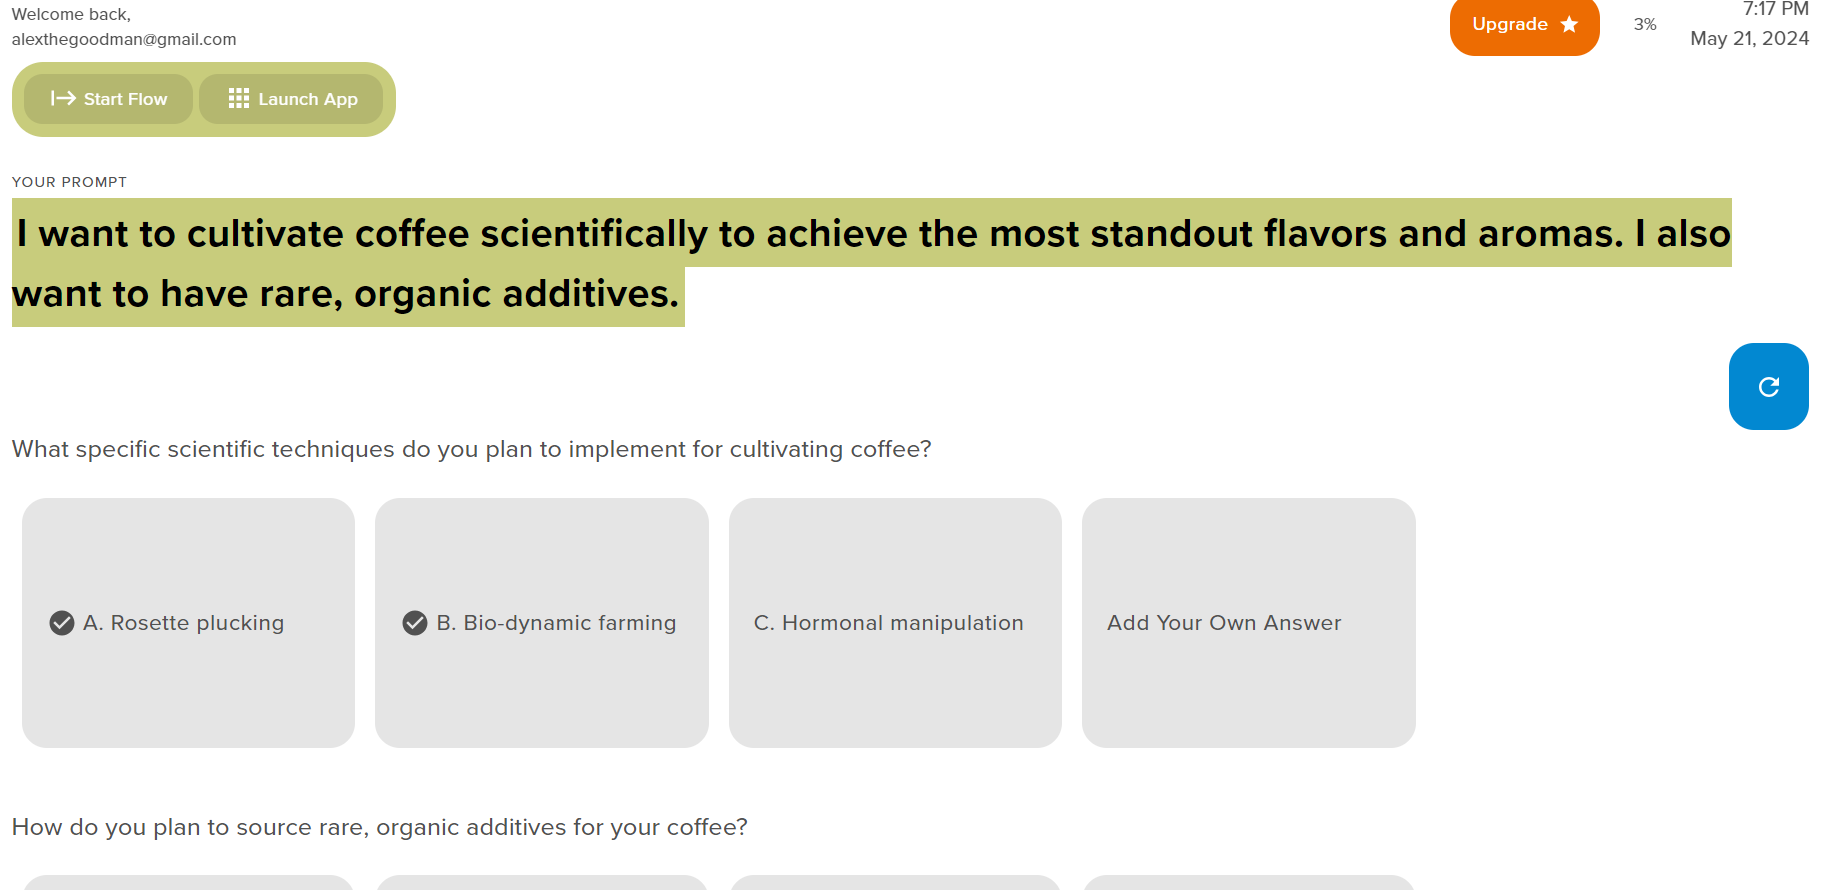 Welcome back,
alexthegoodman@gmail.com
Upgrade
3%
7:17 PM
May 21, 2024
Start Flow
Launch App
YOUR PROMPT
I want to cultivate coffee scientifically to achieve the most standout flavors and aromas. I also
want to have rare, organic additives.
What specific scientific techniques do you plan to implement for cultivating coffee?
A. Rosette plucking
B. Bio-dynamic farming
C. Hormonal manipulation
Add Your Own Answer
How do you plan to source rare, organic additives for your coffee?